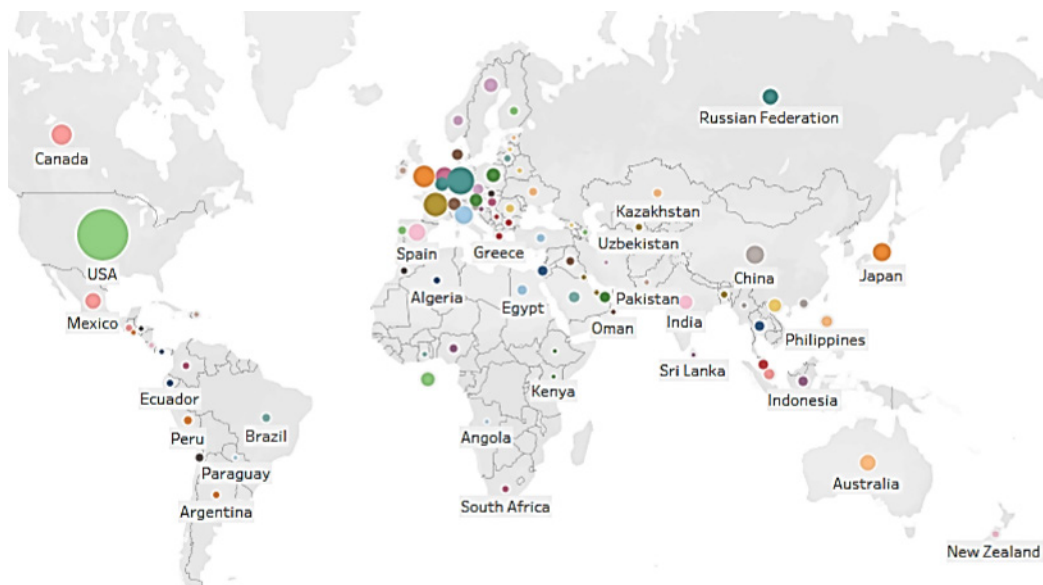 Russian Federation
Canada
Kazakhstan
Uzbekistan
Spain
Greece
USA
China
Japan
Algeria
Egypt
Pakistan
India
Mexico
Oman
Philippines
Sri Lanka
Ecuador
Kenya
Indonesia
Peru
Brazil
Angola
Paraguay
Australia
Argentina
South Africa
New Zealand